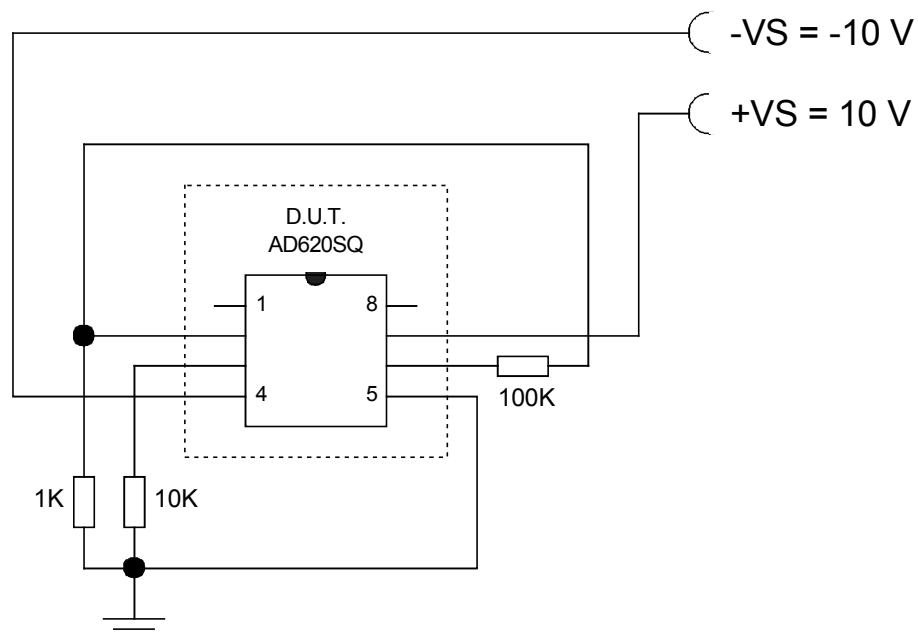 -VS = -10 V
+VS = 10 V
D.U.T.
AD620SQ
1
8
4
5
100K
1K
10K